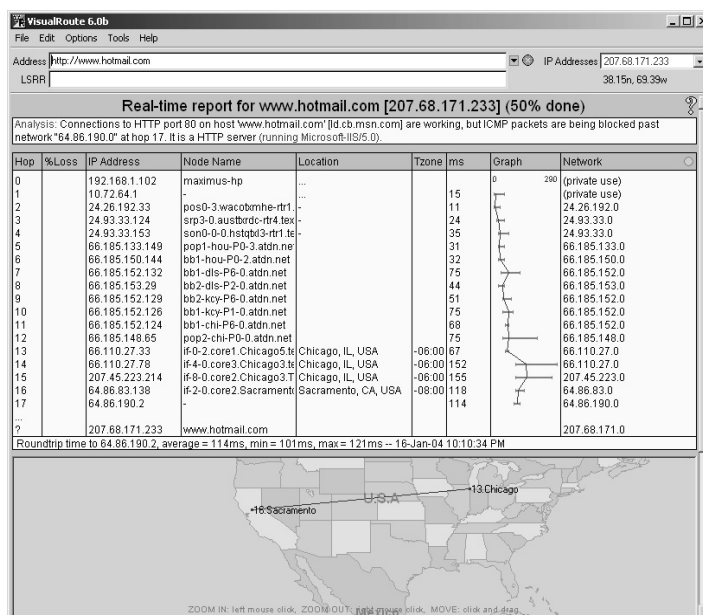 VisualRoute 6.0b
File Edit Options Tools Help
Address http://www.hotmail.com IP Addresses 207.68.171.233
LSRR 38.15n, 69.39w
Real-time report for www.hotmail.com [207.68.171.233] (50% done)
Analysis: Connections to HTTP port 80 on host 'www.hotmail.com' [ld.cb.msn.com] are working, but ICMP packets are being blocked past
network "64.86.190.0" at hop 17. It is a HTTP server (running Microsoft-IIS/5.0).
Hop %Loss IP Address Node Name Location Tzone ms Graph Network
0 192.168.1.102 maximus-hp ... 0 290 (private use)
1 10.72.64.1 - ... 15 (private use)
2 24.26.192.33 pos0-3.wacotxmhe-rtr1. - 11 24.26.192.0
3 24.93.33.124 srp3-0.austtxrdc-rtr4.tex - 24 24.93.33.0
4 24.93.33.153 son0-0-0.hstqtxl3-rtr1.te - 35 24.93.33.0
5 66.185.133.149 pop1-hou-P0-3.atdn.net 31 66.185.133.0
6 66.185.150.144 bb1-hou-P0-2.atdn.net 32 66.185.150.0
7 66.185.152.132 bb1-dls-P6-0.atdn.net 75 66.185.152.0
8 66.185.153.29 bb2-dls-P2-0.atdn.net 44 66.185.153.0
9 66.185.152.129 bb2-kcy-P6-0.atdn.net 51 66.185.152.0
10 66.185.152.126 bb1-kcy-P1-0.atdn.net 75 66.185.152.0
11 66.185.152.124 bb1-chi-P6-0.atdn.net 68 66.185.152.0
12 66.185.148.65 pop2-chi-P0-0.atdn.net 75 66.185.148.0
13 66.110.27.33 if-0-2.core1.Chicago5.te Chicago, IL, USA -06:00 67 66.110.27.0
14 66.110.27.78 if-4-0.core3.Chicago3.te Chicago, IL, USA -06:00 152 66.110.27.0
15 207.45.223.214 if-8-0.core2.Chicago3.T Chicago, IL, USA -06:00 155 207.45.223.0
16 64.86.83.138 if-2-0.core2.Sacramento Sacramento, CA, USA -08:00 118 64.86.83.0
17 64.86.190.2 - 114 64.86.190.0
...
? 207.68.171.233 www.hotmail.com 207.68.171.0
Roundtrip time to 64.86.190.2, average = 114ms, min = 101ms, max = 121ms -- 16-Jan-04 10:10:34 PM
13.Chicago
U.S.A
16.Sacramento
Mexico
ZOOM IN: left mouse click, ZOOM OUT: right mouse click, MOVE: click and drag